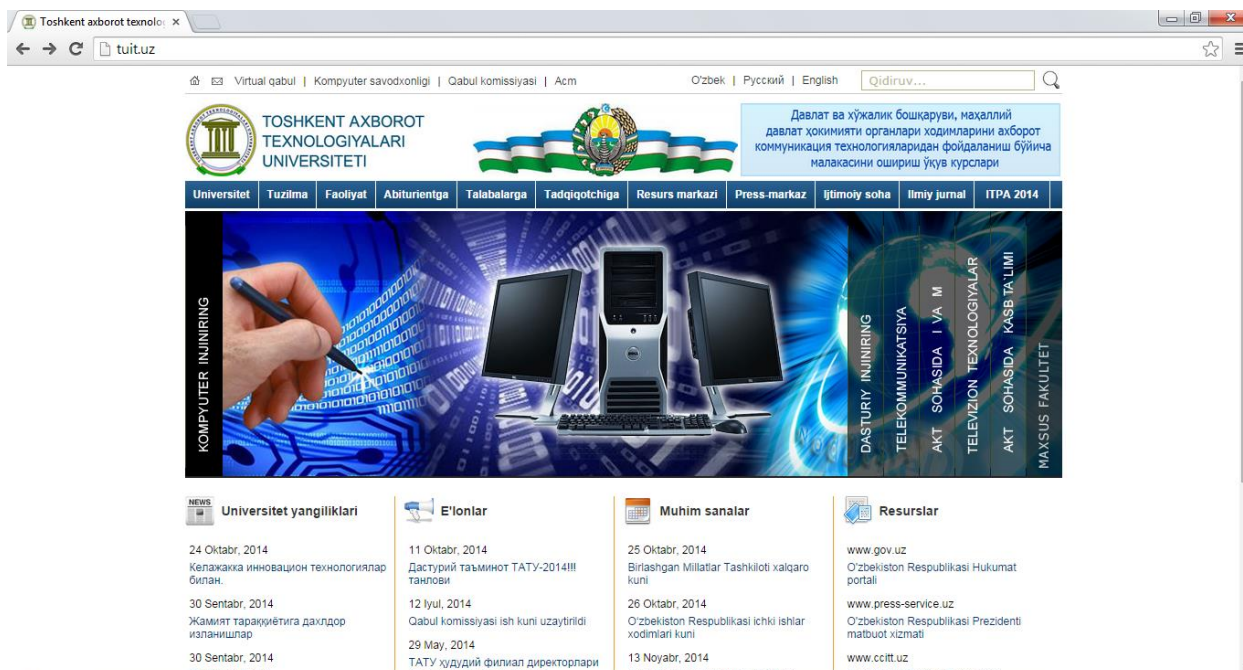 Toshkent axborot texnolo
tuit.uz
Virtual qabul | Kompyuter savodxonligi | Qabul komissiyasi | Acm
O'zbek | Русский | English
Qidiruv...
TOSHKENT AXBOROT
TEXNOLOGIYALARI
UNIVERSITETI
Давлат ва хўжалик бошқаруви, маҳаллий
давлат ҳокимияти органлари ходимларини ахборот
коммуникация технологияларидан фойдаланиш бўйича
малакасини ошириш ўқув курслари
Universitet Tuzilma Faoliyat Abiturientga Talabalarga Tadqiqotchiga Resurs markazi Press-markaz Ijtimoiy soha Ilmiy jurnal ITPA 2014
KOMPYUTER INJINIRING
DASTURIY INJINIRING
TELEKOMMUNIKATSIYA
AKT SOHASIDA I VA M
TELEVIZION TEXNOLOGIYALAR
AKT SOHASIDA KASB TA'LIMI
MAXSUS FAKULTET
NEWS
Universitet yangiliklari
24 Oktabr, 2014
Келажакка инновацион технологиялар
билан.
30 Sentabr, 2014
Жамият тараққиётига дахлдор
изланишлар
30 Sentabr, 2014
E'lonlar
11 Oktabr, 2014
Дастурий таъминот ТАТУ-2014!!!
танлови
12 Iyul, 2014
Qabul komissiyasi ish kuni uzaytirildi
29 May, 2014
ТАТУ ҳудудий филиал директорлари
Muhim sanalar
25 Oktabr, 2014
Birlashgan Millatlar Tashkiloti xalqaro
kuni
26 Oktabr, 2014
O'zbekiston Respublikasi ichki ishlar
xodimlari kuni
13 Noyabr, 2014
Resurslar
www.gov.uz
O'zbekiston Respublikasi Hukumat
portali
www.press-service.uz
O'zbekiston Respublikasi Prezidenti
matbuot xizmati
www.ccitt.uz